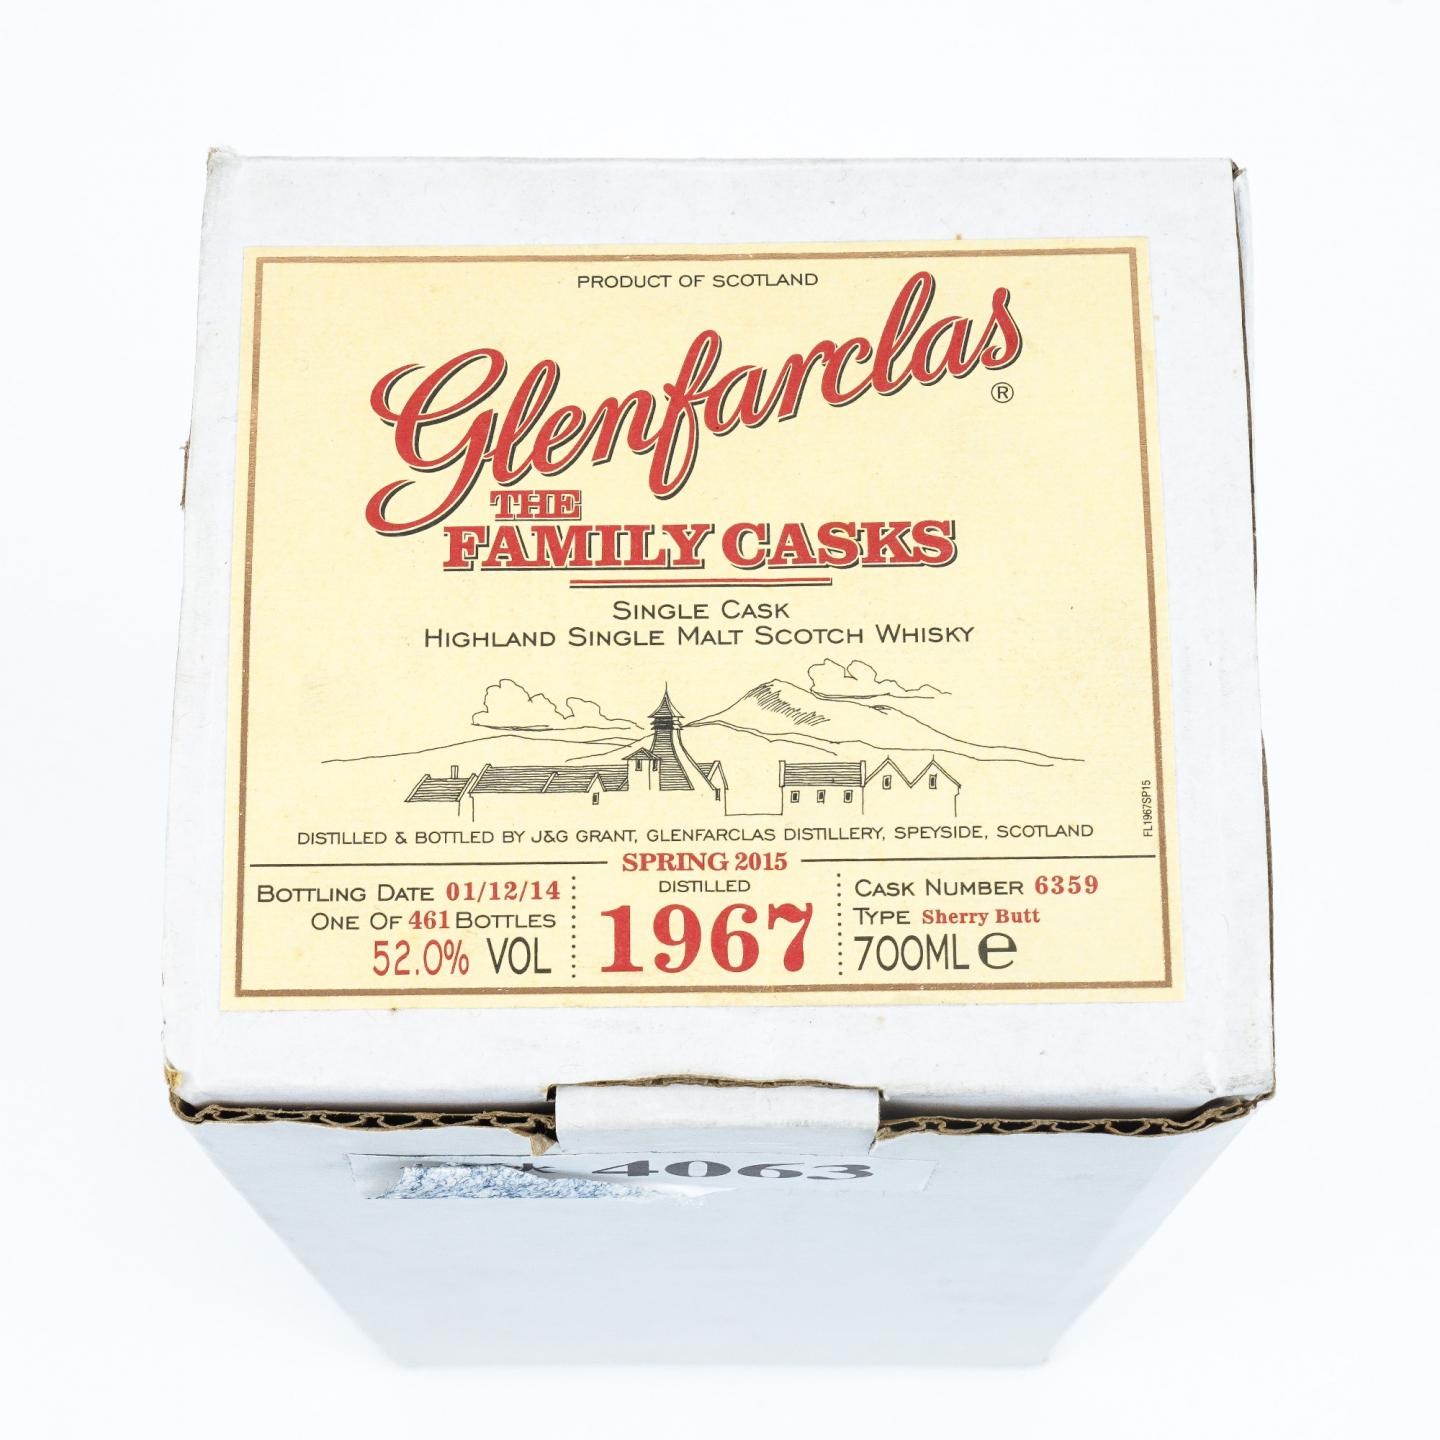 PRODUCT OF SCOTLAND
Glenfarclas ®
THE
FAMILY CASKS
SINGLE CASK
HIGHLAND SINGLE MALT SCOTCH WHISKY
FL1967SP15
DISTILLED & BOTTLED BY J&G GRANT, GLENFARCLAS DISTILLERY, SPEYSIDE, SCOTLAND
SPRING 2015
BOTTLING DATE 01/12/14
ONE OF 461 BOTTLES
52.0% VOL
DISTILLED
1967
CASK NUMBER 6359
TYPE Sherry Butt
700ML e
4063